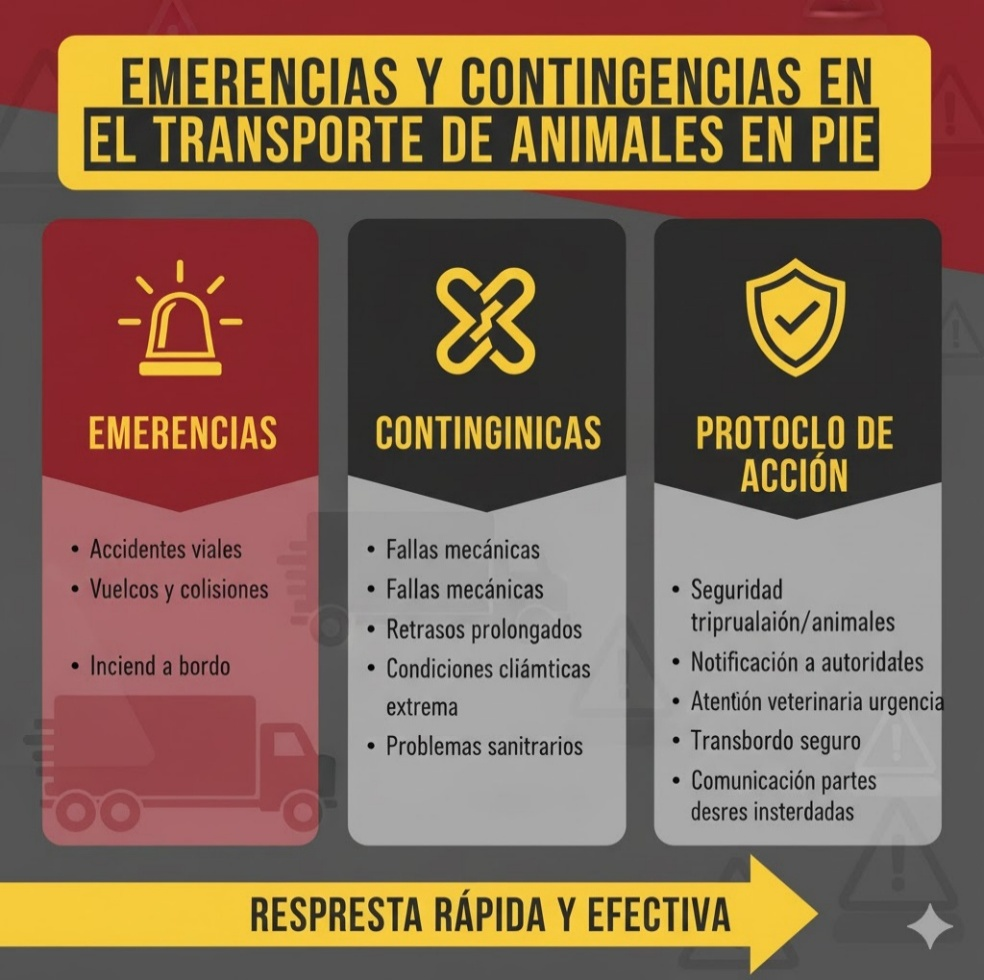 EMERENCIAS Y CONTINGENCIAS EN
EL TRANSPORTE DE ANIMALES EN PIE
EMERENCIAS
• Accidentes viales
• Vuelcos y colisiones
• Inciend a bordo
CONTINGINICAS
• Fallas mecánicas
• Fallas mecánicas
• Retrasos prolongados
• Condiciones cliámticas
extrema
• Problemas sanitrarios
PROTOCLO DE
ACCIÓN
• Seguridad
triprualaión/animales
• Notificación a autoridales
• Atentión veterinaria urgencia
• Transbordo seguro
• Comunicación partes
desres insterdadas
RESPRESTA RÁPIDA Y EFECTIVA